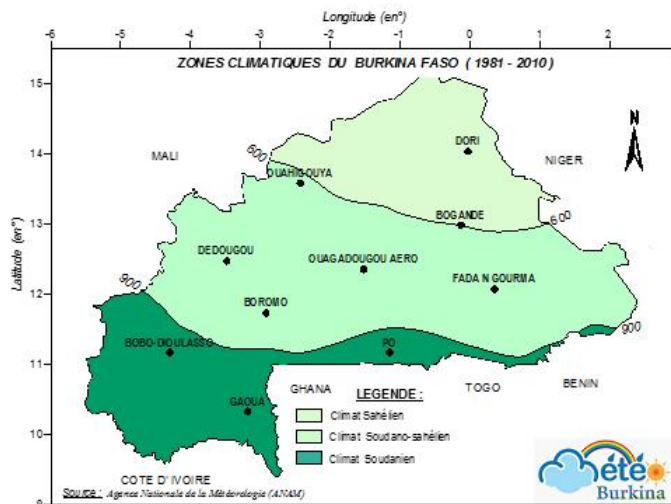 Longitude (en°)
-6 -5 -4 -3 -2 -1 0 1 2
ZONES CLIMATIQUES DU BURKINA FASO ( 1981 - 2010 )
15
14
13
12
11
10
9
Latitude (en°)
N
MALI
NIGER
600
DORI
OUAHIGOUYA
BOGANDE
600
DEDOUGOU
OUAGADOUGOU AERO
FADA N GOURMA
900
BOROMO
900
BOBO-DIOULASSO
PO
GHANA
TOGO
BENIN
GAOUA
LEGENDE :
Climat Sahélien
Climat Soudano-sahélien
Climat Soudanien
COTE D'IVOIRE
Source : Agence Nationale de la Météorologie (ANAM)
Météo
Burkina